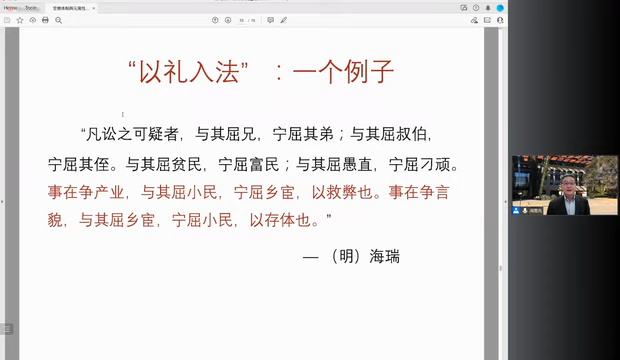 “以礼入法” ：一个例子
“凡讼之可疑者，与其屈兄，宁屈其弟；与其屈叔伯，
宁屈其侄。与其屈贫民，宁屈富民；与其屈愚直，宁屈刁顽。
事在争产业，与其屈小民，宁屈乡宦，以救弊也。事在争言
貌，与其屈乡宦，宁屈小民，以存体也。”
— （明）海瑞